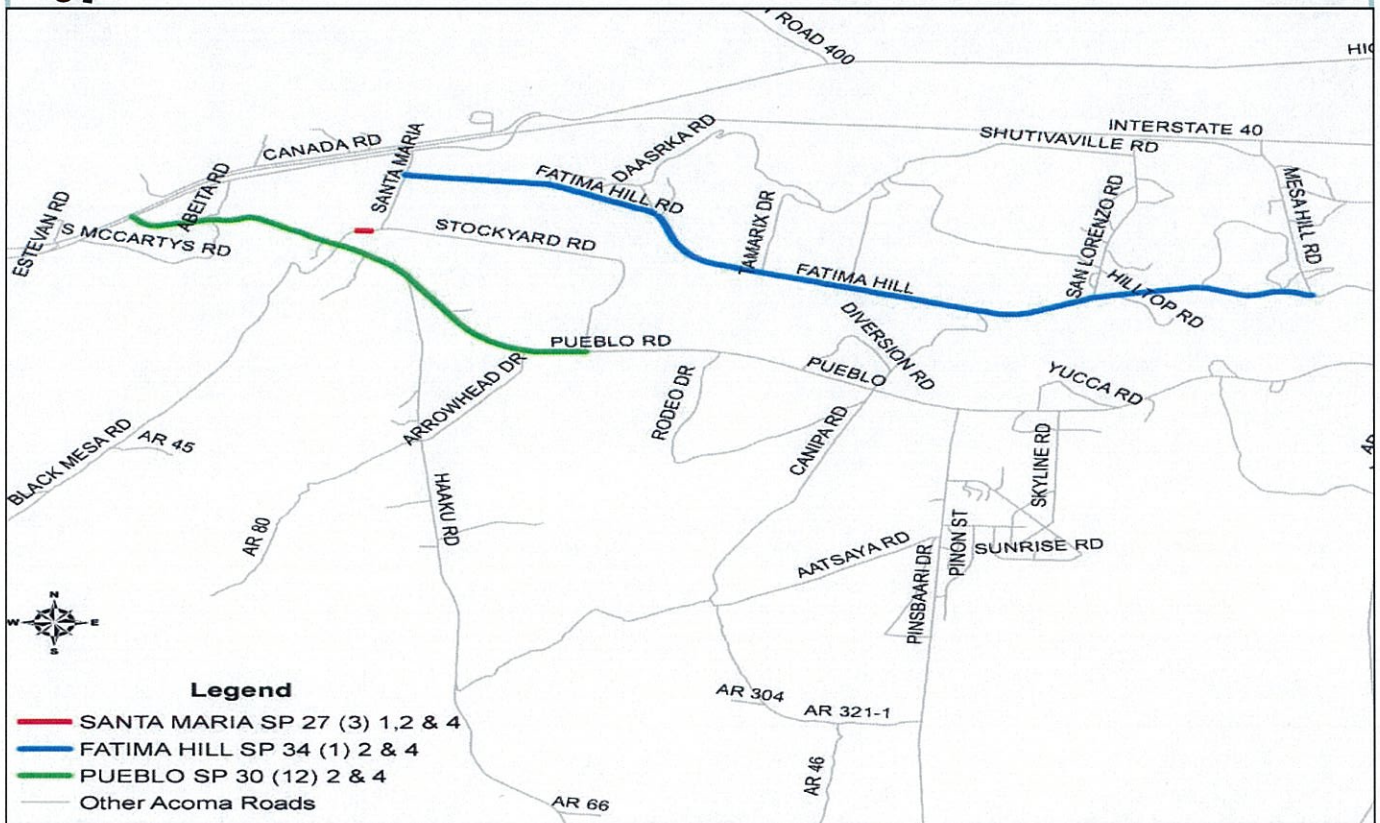 ROAD 400
HIG
INTERSTATE 40
SHUTIVAVILLE RD
DAASRKA RD
CANADA RD
SANTA MARIA
ABEITA RD
ESTEVAN RD
S MCCARTYS RD
FATIMA HILL RD
STOCKYARD RD
TAMARIX DR
SAN LORENZO RD
MESA HILL RD
FATIMA HILL
HILLTOP RD
DIVERSION RD
PUEBLO RD
PUEBLO
YUCCA RD
ARROWHEAD DR
RODEO DR
CANIPA RD
SKYLINE RD
BLACK MESA RD
AR 45
HAAKU RD
AR 80
AATSAYA RD
PINSBAARI DR
PINON ST
SUNRISE RD
N
W E
S
AR 304
AR 321-1
AR 46
AR 66
Legend
SANTA MARIA SP 27 (3) 1,2 & 4
FATIMA HILL SP 34 (1) 2 & 4
PUEBLO SP 30 (12) 2 & 4
Other Acoma Roads